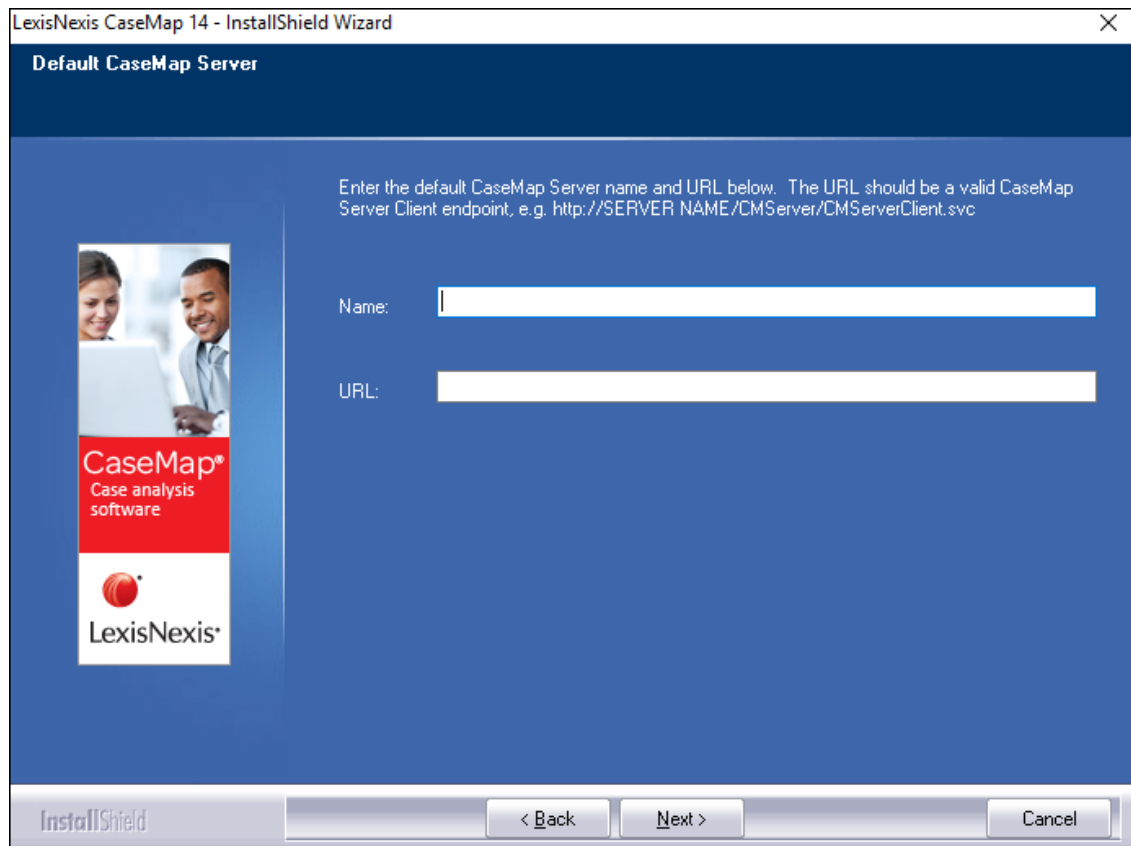 LexisNexis CaseMap 14 - InstallShield Wizard
Default CaseMap Server
Enter the default CaseMap Server name and URL below.  The URL should be a valid CaseMap
Server Client endpoint, e.g. http://SERVER NAME/CMServer/CMServerClient.svc
Name:
URL:
CaseMap®
Case analysis
software
LexisNexis®
InstallShield
< Back
Next >
Cancel